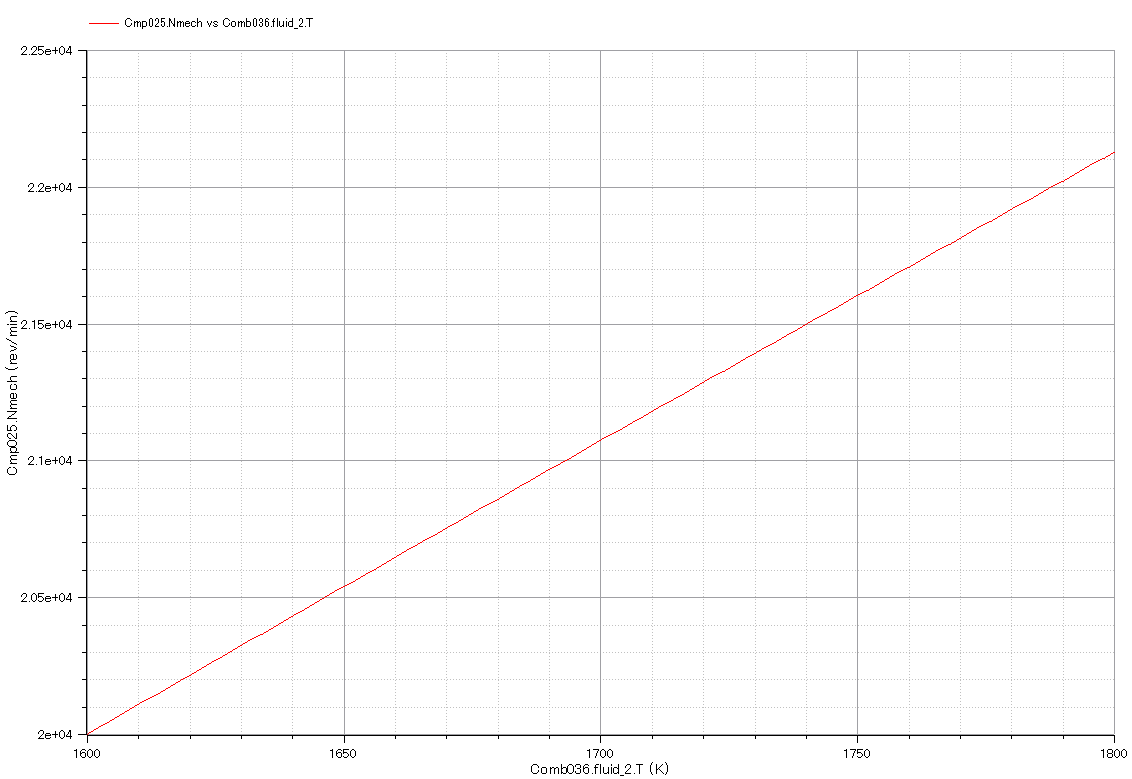 Cmp025.Nmech vs Comb036.fluid_2.T
2.25e+04
2.2e+04
2.15e+04
2.1e+04
2.05e+04
2e+04
Cmp025.Nmech (rev/min)
1600 1650 1700 1750 1800
Comb036.fluid_2.T (K)